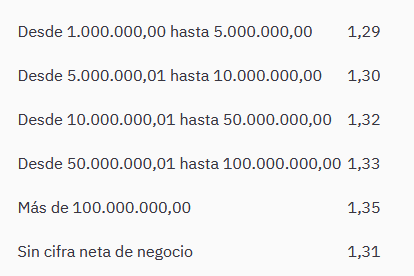 Desde 1.000.000,00 hasta 5.000.000,00 1,29
Desde 5.000.000,01 hasta 10.000.000,00 1,30
Desde 10.000.000,01 hasta 50.000.000,00 1,32
Desde 50.000.000,01 hasta 100.000.000,00 1,33
Más de 100.000.000,00 1,35
Sin cifra neta de negocio 1,31